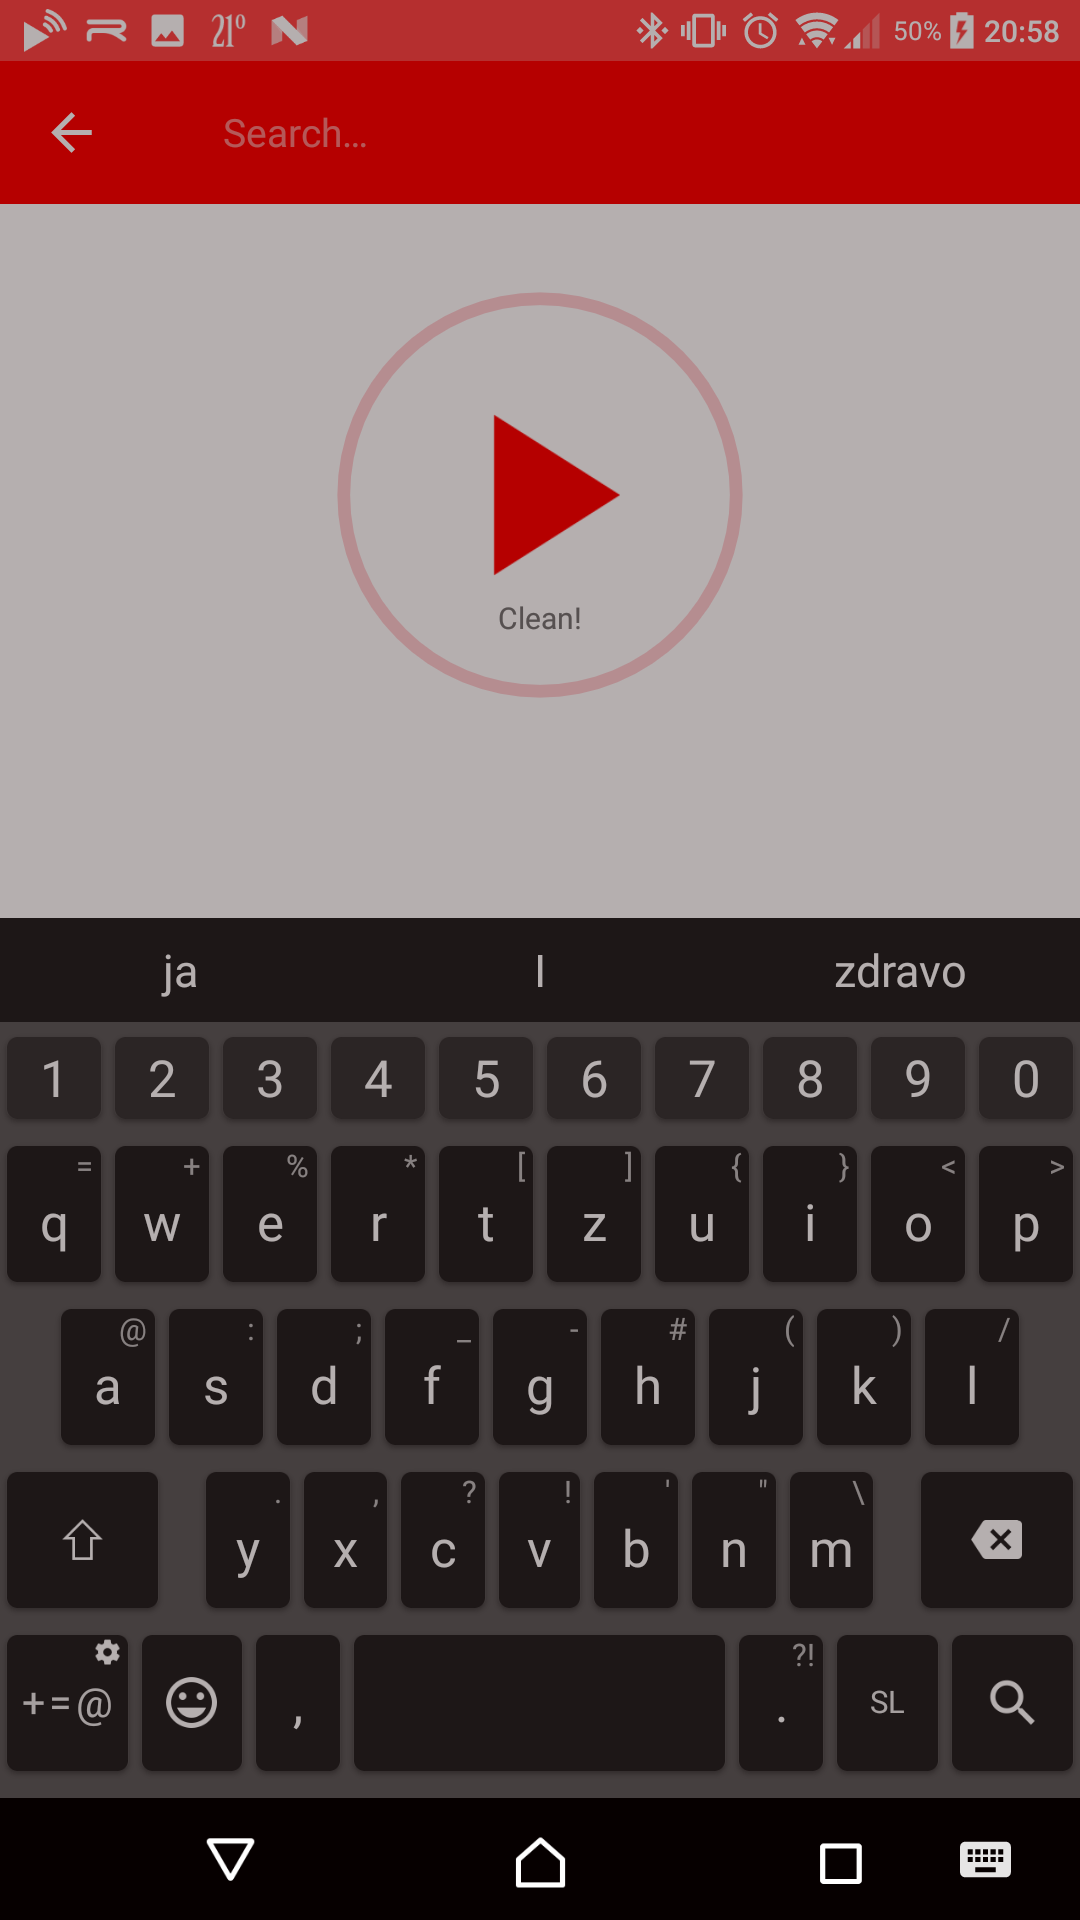 21° 50% 20:58
Search...
Clean!
ja I zdravo
1 2 3 4 5 6 7 8 9 0
= + % * [ ] { } < >
q w e r t z u i o p
@ : ; _ - # ( ) /
a s d f g h j k l
. , ? ! ' " \
y x c v b n m
?!
+=@ , . SL